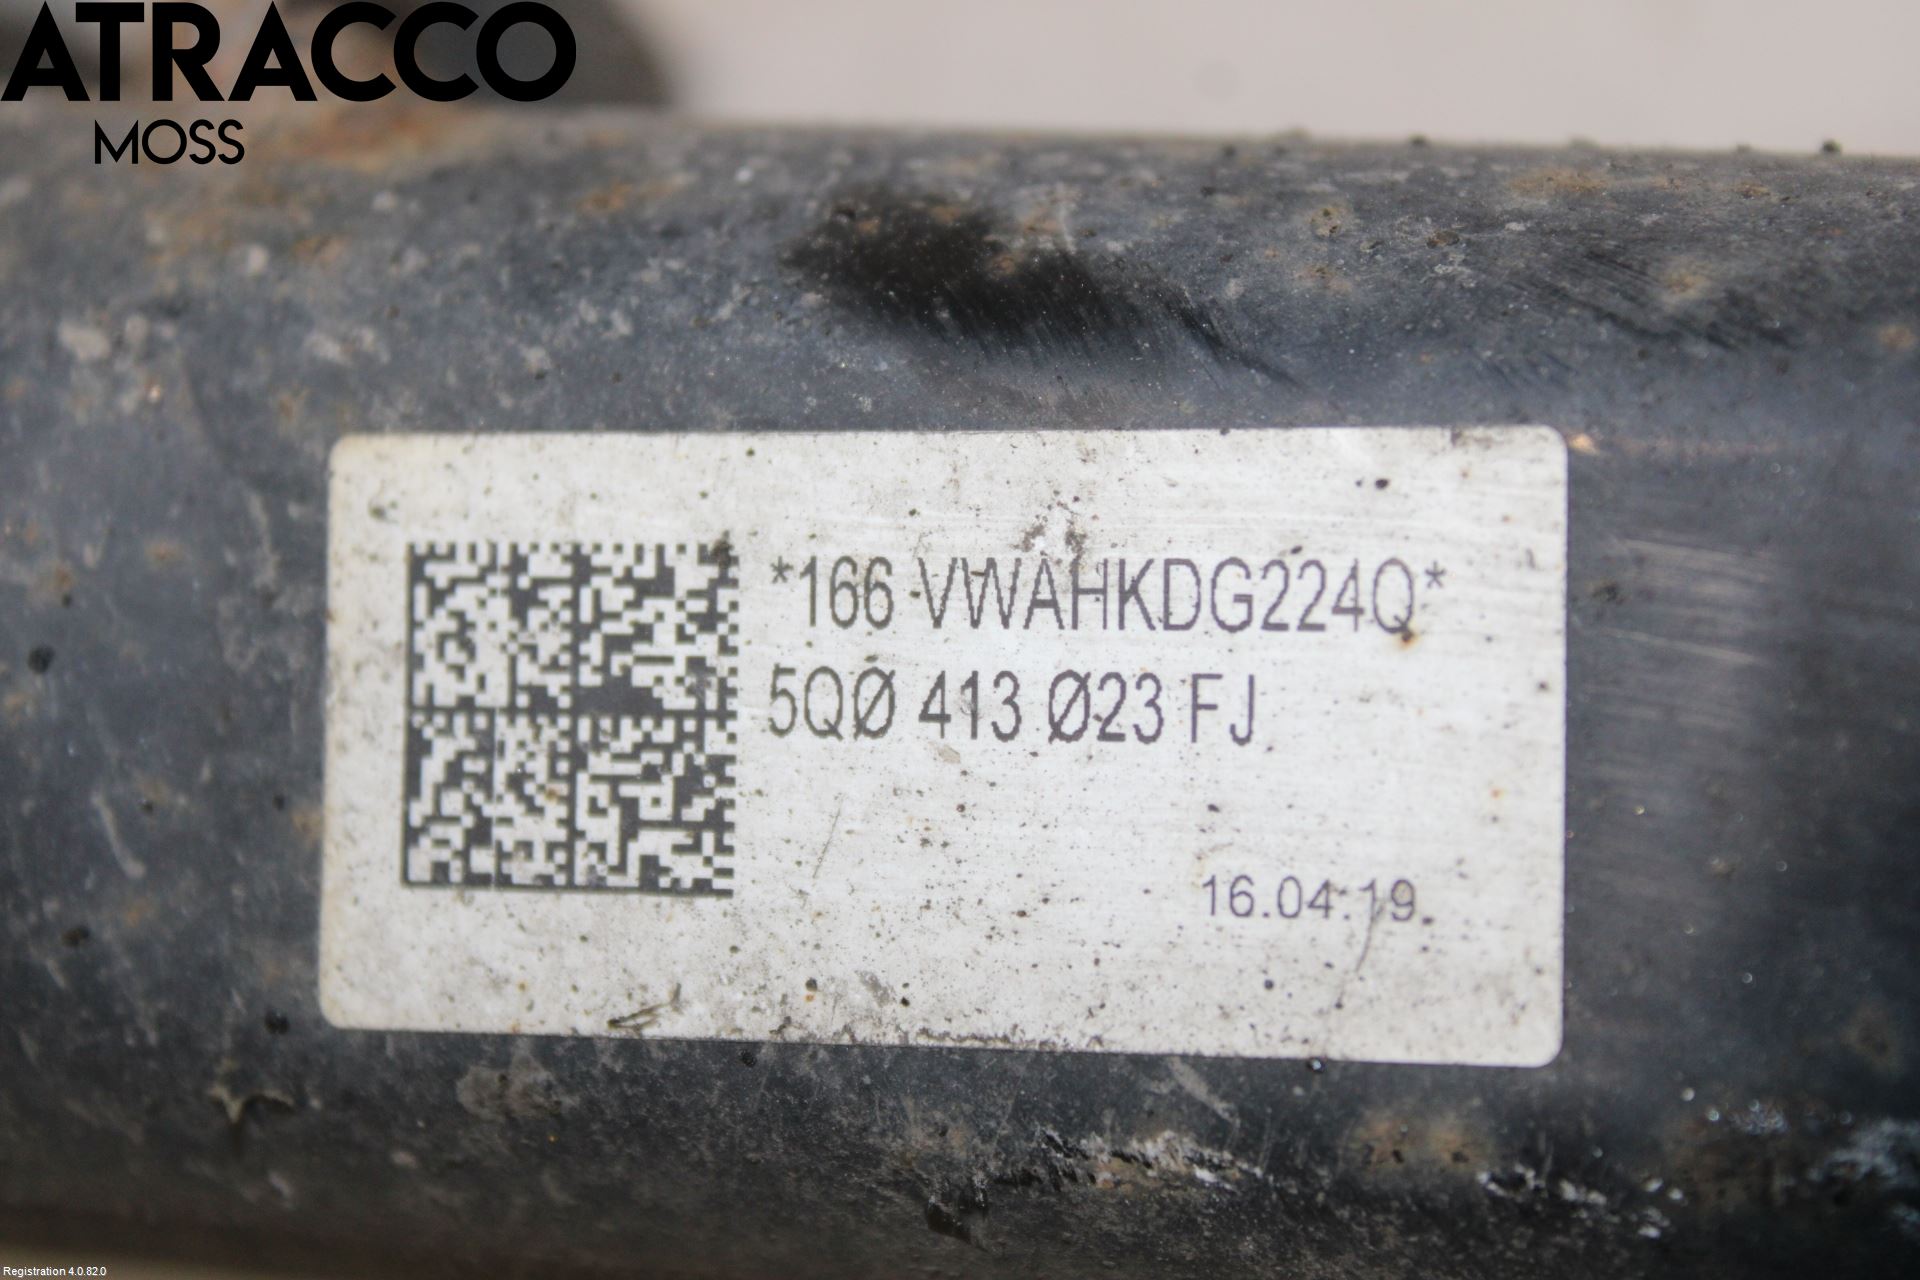 ATRACCO
MOSS
*166 VWAHKDG224Q*
5QØ 413 Ø23 FJ
16.04.19
Registration 4.0.82.0